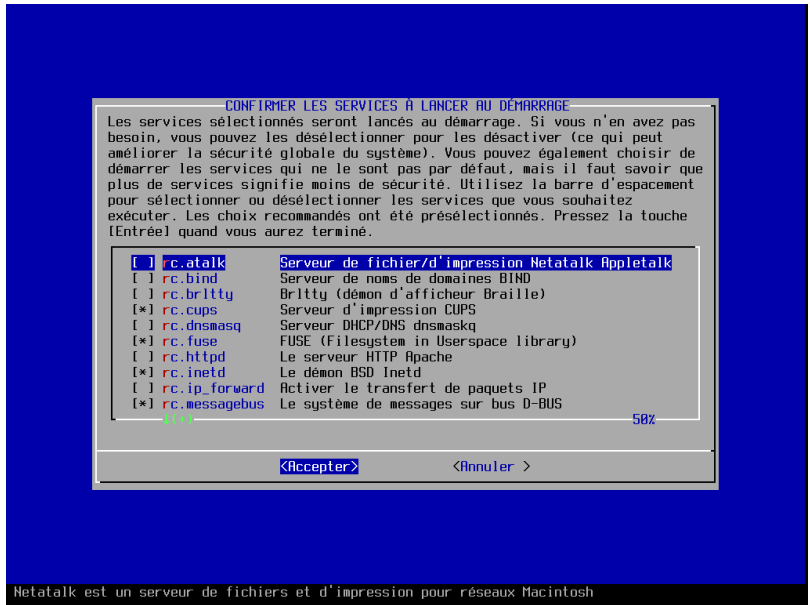 CONFIRMER LES SERVICES À LANCER AU DÉMARRAGE
Les services sélectionnés seront lancés au démarrage. Si vous n'en avez pas
besoin, vous pouvez les désélectionner pour les désactiver (ce qui peut
améliorer la sécurité globale du système). Vous pouvez également choisir de
démarrer les services qui ne le sont pas par défaut, mais il faut savoir que
plus de services signifie moins de sécurité. Utilisez la barre d'espacement
pour sélectionner ou désélectionner les services que vous souhaitez
exécuter. Les choix recommandés ont été présélectionnés. Pressez la touche
[Entrée] quand vous aurez terminé.
[ ] rc.atalk Serveur de fichier/d'impression Netatalk Appletalk
[ ] rc.bind Serveur de noms de domaines BIND
[ ] rc.brltty Brltty (démon d'afficheur Braille)
[*] rc.cups Serveur d'impression CUPS
[ ] rc.dnsmasq Serveur DHCP/DNS dnsmaskq
[*] rc.fuse FUSE (Filesystem in Userspace library)
[ ] rc.httpd Le serveur HTTP Apache
[*] rc.inetd Le démon BSD Inetd
[ ] rc.ip_forward Activer le transfert de paquets IP
[*] rc.messagebus Le système de messages sur bus D-BUS
↓(+) 50%
<Accepter> <Annuler >
Netatalk est un serveur de fichiers et d'impression pour réseaux Macintosh